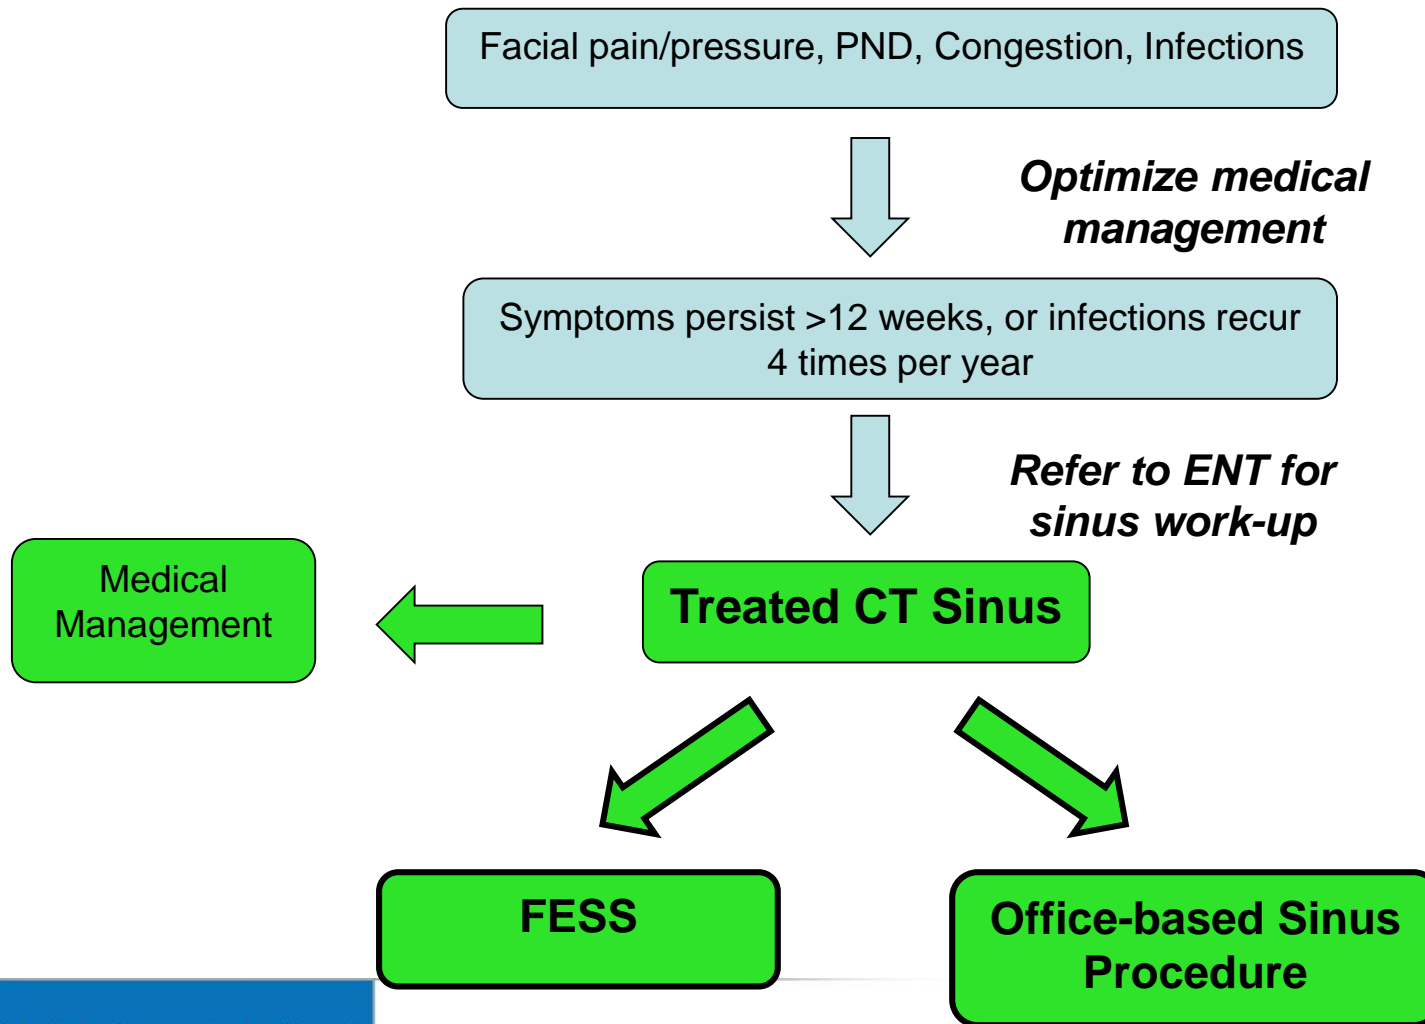 Facial pain/pressure, PND, Congestion, Infections
Optimize medical
management
Symptoms persist >12 weeks, or infections recur
4 times per year
Refer to ENT for
sinus work-up
Medical
Management
Treated CT Sinus
FESS
Office-based Sinus
Procedure